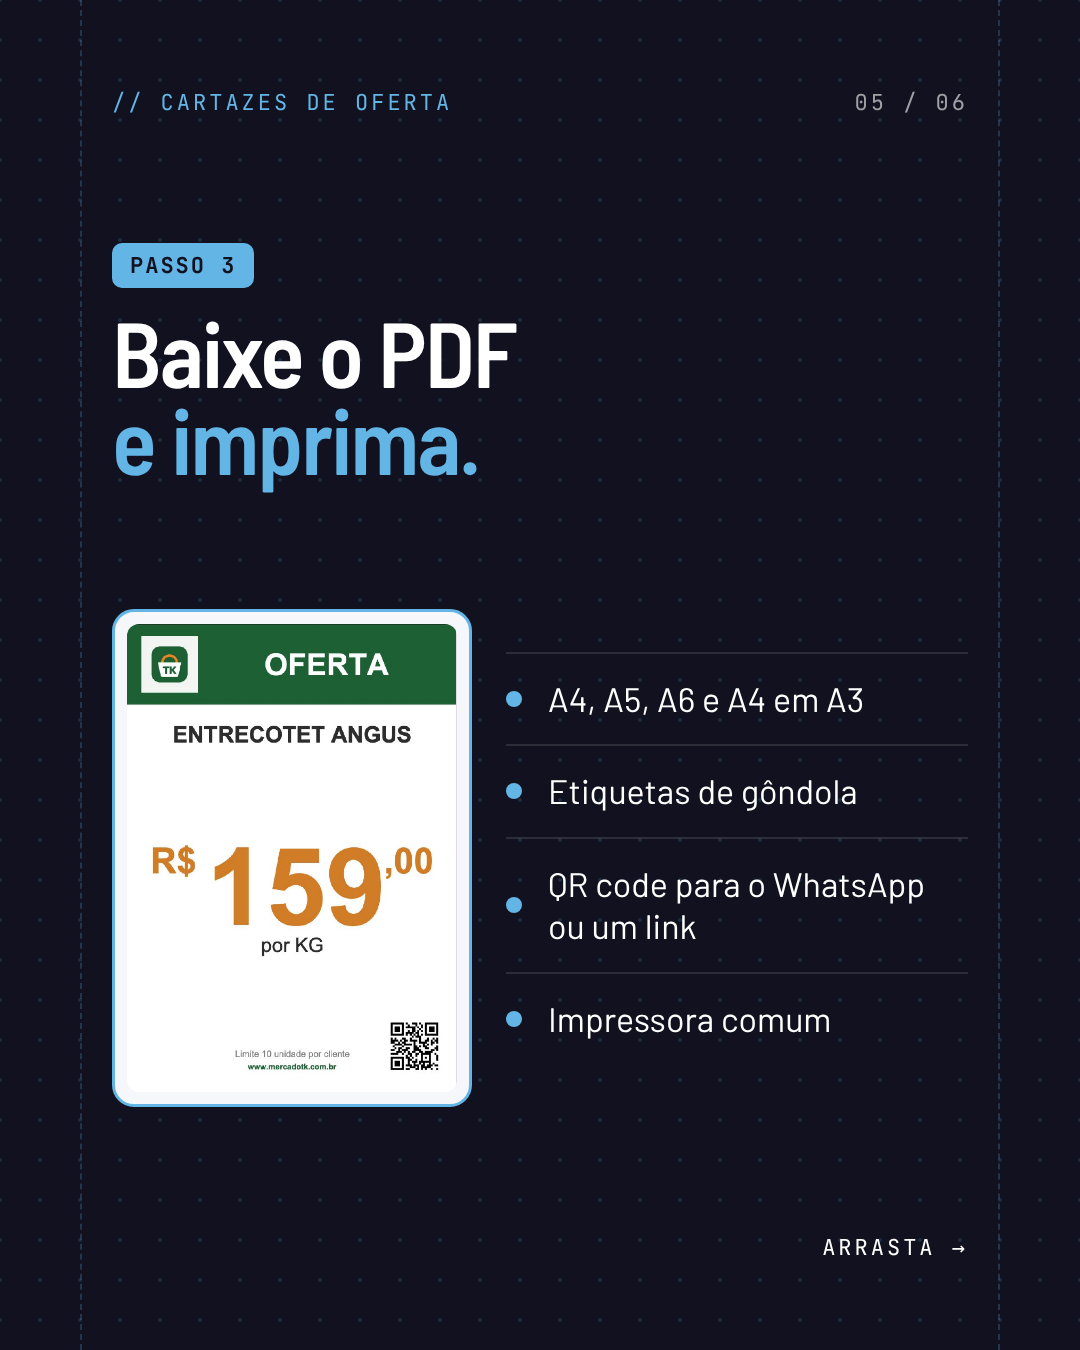 // CARTAZES DE OFERTA
05 / 06
PASSO 3
Baixe o PDF
e imprima.
TK
OFERTA
ENTRECOTET ANGUS
R$ 159,00
por KG
Limite 10 unidade por cliente
www.mercadotk.com.br
A4, A5, A6 e A4 em A3
Etiquetas de gôndola
QR code para o WhatsApp
ou um link
Impressora comum
ARRASTA →